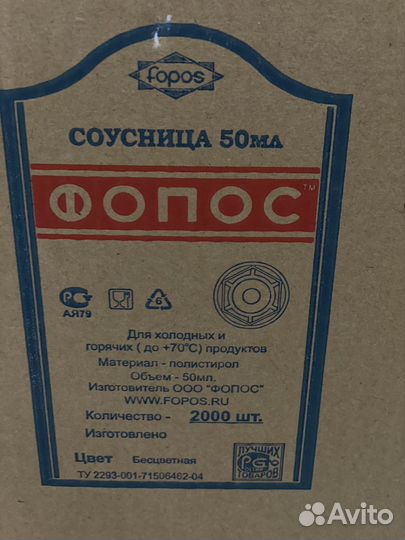 fopos
СОУСНИЦА 50мл
ФОПОС ™
АЯ79
6
Для холодных и
горячих ( до +70°С) продуктов
Материал - полистирол
Объем - 50мл.
Изготовитель ООО "ФОПОС"
WWW.FOPOS.RU
Количество - 2000 шт.
Изготовлено
Цвет Бесцветная
ТУ 2293-001-71506462-04
ЛУЧШИХ
ТОВАРОВ
Avito